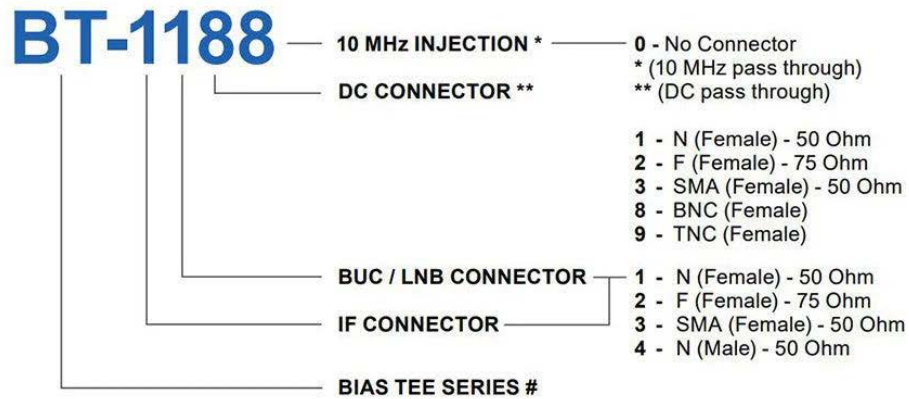 BT-1188
10 MHz INJECTION *
0 - No Connector
* (10 MHz pass through)
DC CONNECTOR **
** (DC pass through)
1 - N (Female) - 50 Ohm
2 - F (Female) - 75 Ohm
3 - SMA (Female) - 50 Ohm
8 - BNC (Female)
9 - TNC (Female)
BUC / LNB CONNECTOR
1 - N (Female) - 50 Ohm
2 - F (Female) - 75 Ohm
IF CONNECTOR
3 - SMA (Female) - 50 Ohm
4 - N (Male) - 50 Ohm
BIAS TEE SERIES #